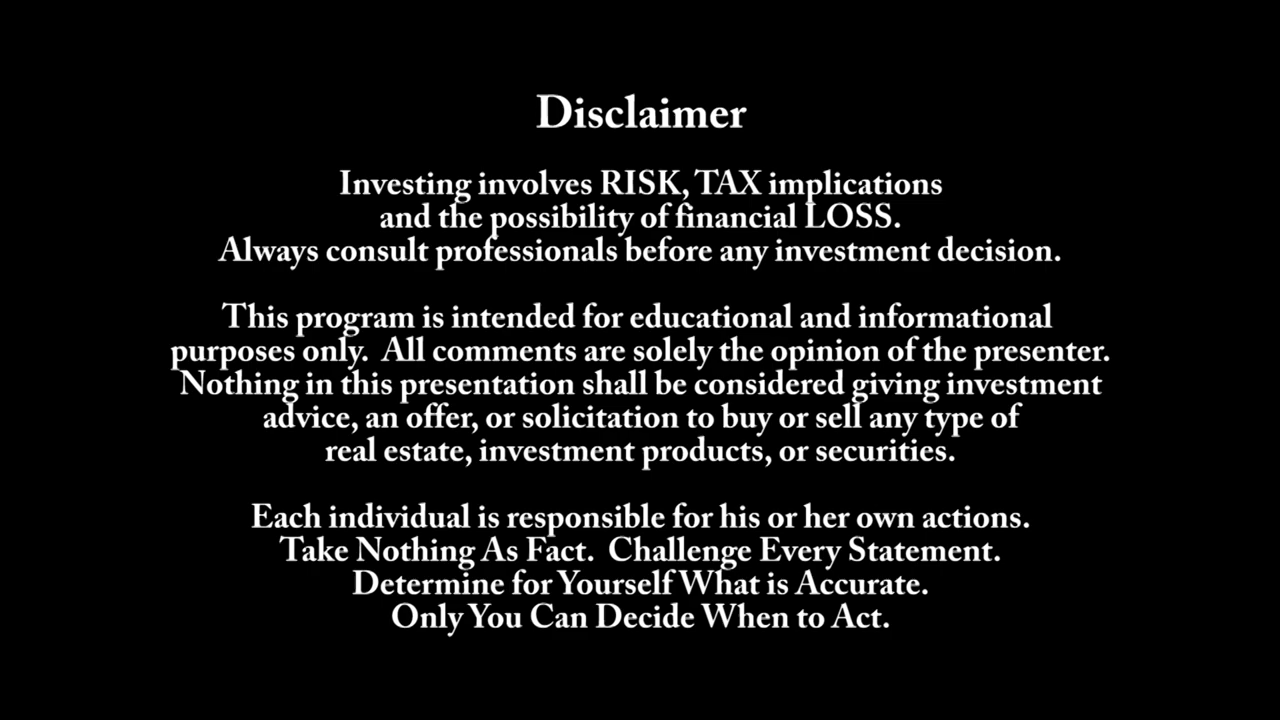 Disclaimer
Investing involves RISK, TAX implications
and the possibility of financial LOSS.
Always consult professionals before any investment decision.
This program is intended for educational and informational
purposes only.  All comments are solely the opinion of the presenter.
Nothing in this presentation shall be considered giving investment
advice, an offer, or solicitation to buy or sell any type of
real estate, investment products, or securities.
Each individual is responsible for his or her own actions.
Take Nothing As Fact.  Challenge Every Statement.
Determine for Yourself What is Accurate.
Only You Can Decide When to Act.